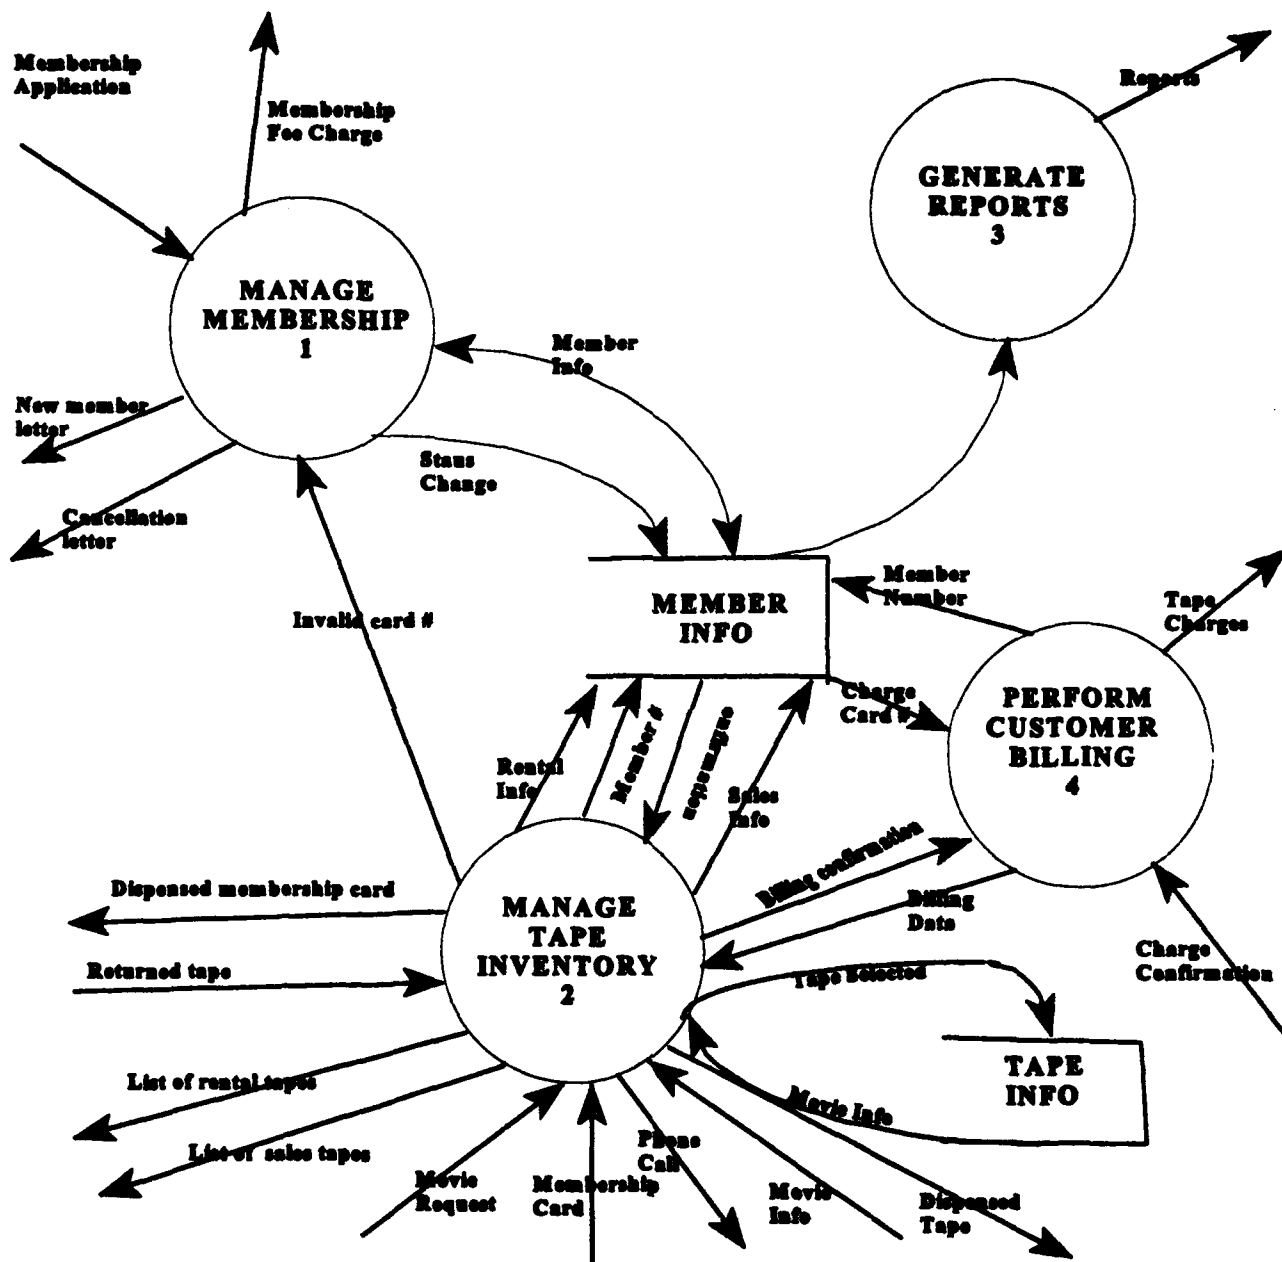 Membership
Application
Membership
Fee Charge
Reports
GENERATE
REPORTS
3
MANAGE
MEMBERSHIP
1
Member
Info
New member
letter
Staus
Change
Cancellation
letter
Invalid card #
MEMBER
INFO
Member
Number
Tape
Charges
Charge
Card #
PERFORM
CUSTOMER
BILLING
4
Rental
Info
Member #
confirmation
Sales
Info
Billing confirmation
Billing
Data
Dispensed membership card
MANAGE
TAPE
INVENTORY
2
Returned tape
Charge
Confirmation
Tape Selected
TAPE
INFO
List of rental tapes
Movie Info
List of sales tapes
Movie
Request
Membership
Card
Phone
Call
Movie
Info
Dispensed
Tape